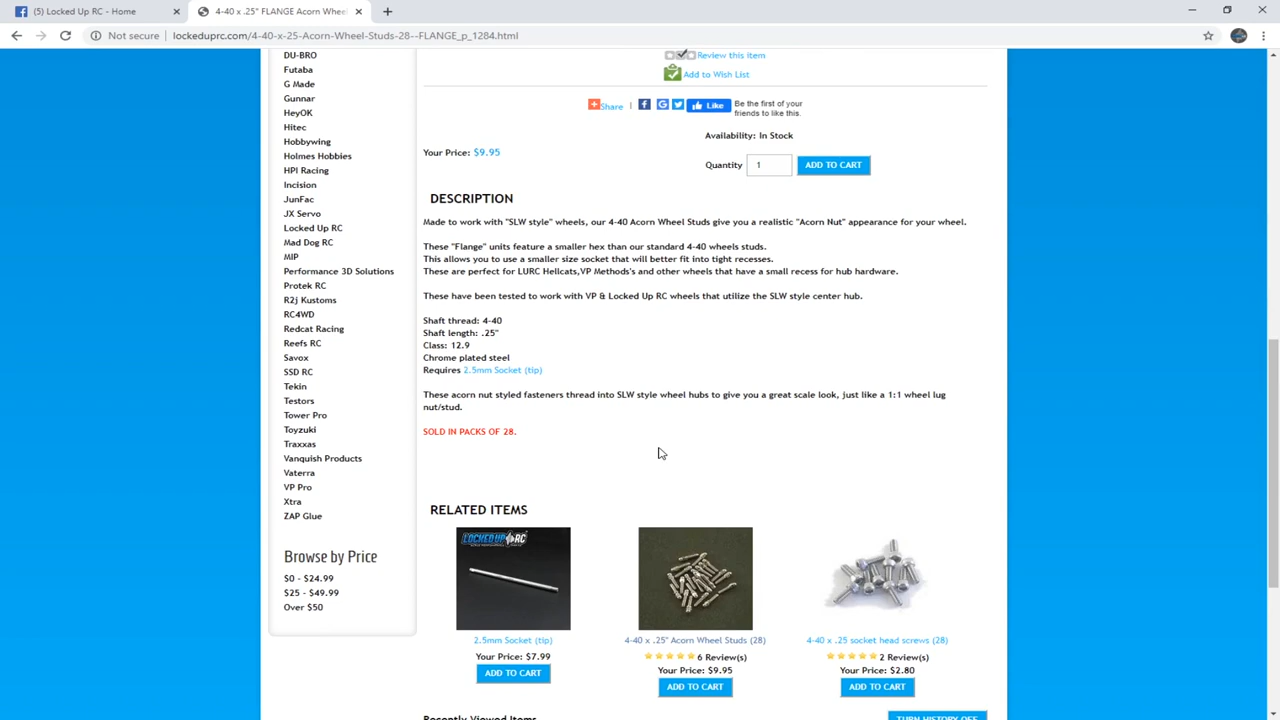 (5) Locked Up RC - Home
4-40 x .25" FLANGE Acorn Whee
Not secure | lockeduprc.com/4-40-x-25-Acorn-Wheel-Studs-28--FLANGE_p_1284.html
DU-BRO
Futaba
G Made
Gunnar
HeyOK
Hitec
Hobbywing
Holmes Hobbies
HPI Racing
Incision
JunFac
JX Servo
Locked Up RC
Mad Dog RC
MIP
Performance 3D Solutions
Protek RC
R2j Kustoms
RC4WD
Redcat Racing
Reefs RC
Savox
SSD RC
Tekin
Testors
Tower Pro
Toyzuki
Traxxas
Vanquish Products
Vaterra
VP Pro
Xtra
ZAP Glue
Browse by Price
$0 - $24.99
$25 - $49.99
Over $50
Review this item
Add to Wish List
Share | Like Be the first of your
friends to like this.
Availability: In Stock
Your Price: $9.95
Quantity 1 ADD TO CART
DESCRIPTION
Made to work with "SLW style" wheels, our 4-40 Acorn Wheel Studs give you a realistic "Acorn Nut" appearance for your wheel.
These "Flange" units feature a smaller hex than our standard 4-40 wheels studs.
This allows you to use a smaller size socket that will better fit into tight recesses.
These are perfect for LURC Hellcats,VP Methods's and other wheels that have a small recess for hub hardware.
These have been tested to work with VP & Locked Up RC wheels that utilize the SLW style center hub.
Shaft thread: 4-40
Shaft length: .25"
Class: 12.9
Chrome plated steel
Requires 2.5mm Socket (tip)
These acorn nut styled fasteners thread into SLW style wheel hubs to give you a great scale look, just like a 1:1 wheel lug
nut/stud.
SOLD IN PACKS OF 28.
RELATED ITEMS
LOCKED UP RC
2.5mm Socket (tip)
Your Price: $7.99
ADD TO CART
4-40 x .25" Acorn Wheel Studs (28)
6 Review(s)
Your Price: $9.95
ADD TO CART
4-40 x .25 socket head screws (28)
2 Review(s)
Your Price: $2.80
ADD TO CART
Recently Viewed Items
TURN HISTORY OFF